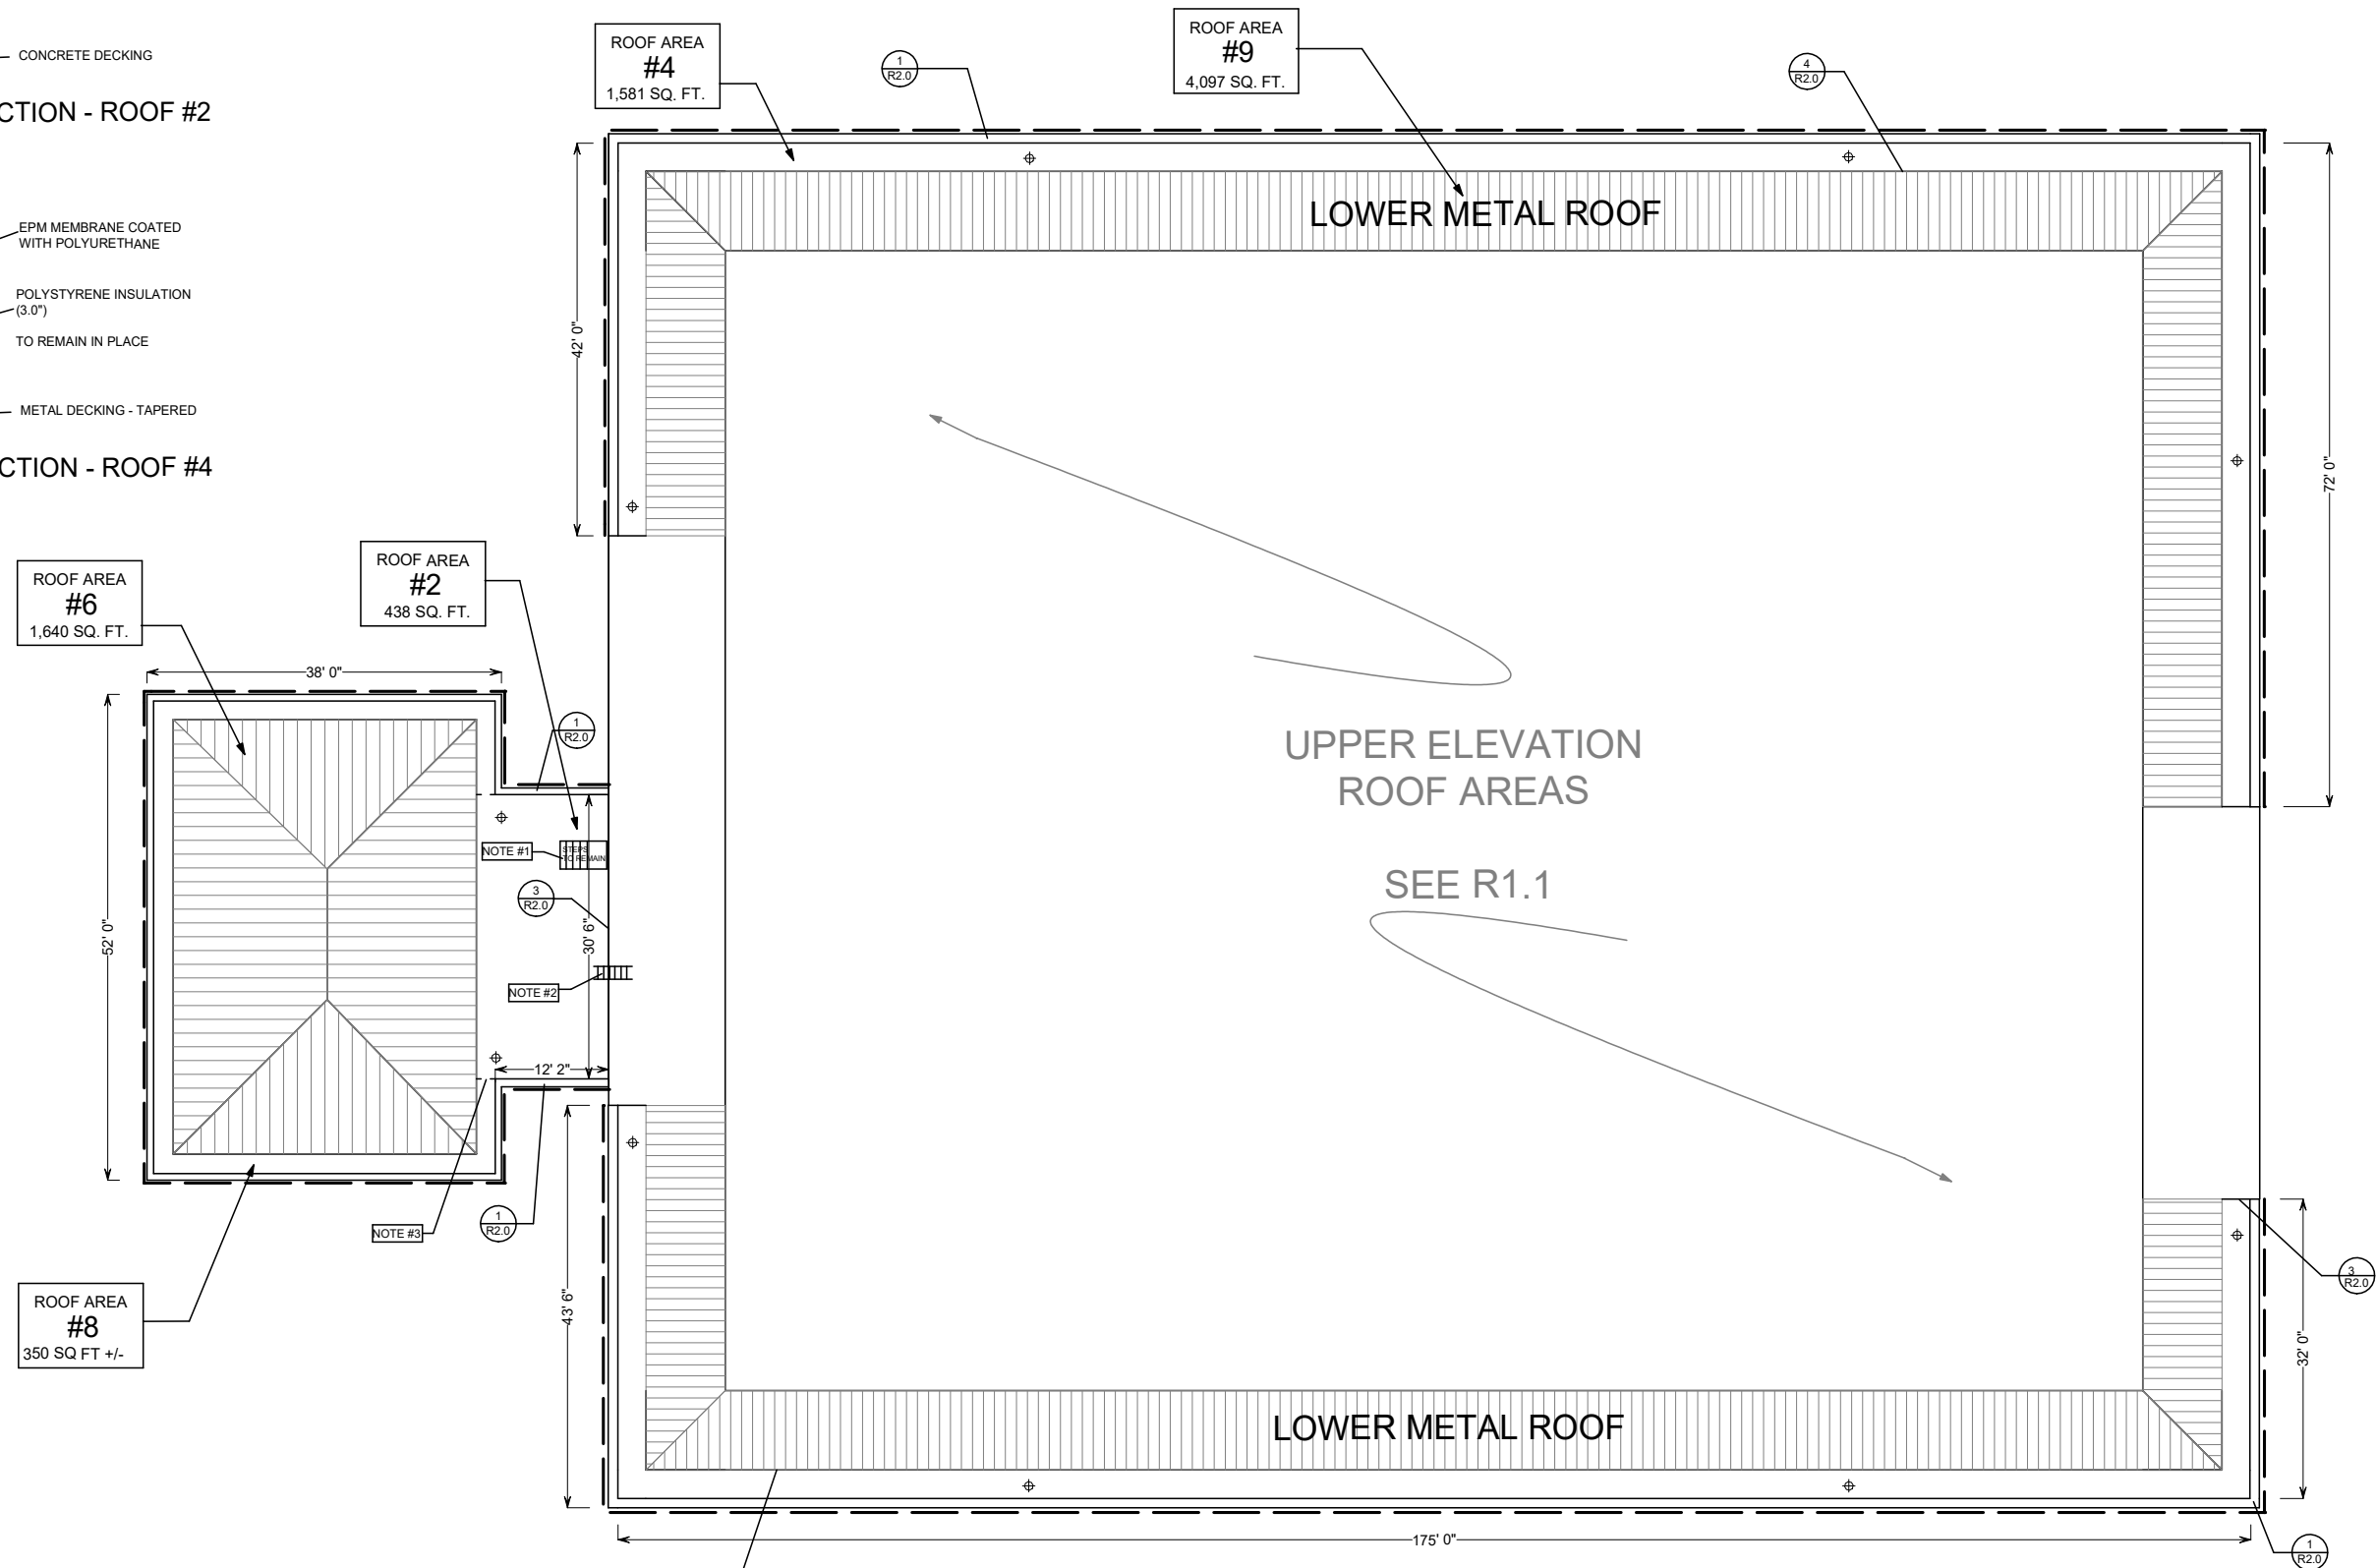 CONCRETE DECKING
CTION - ROOF #2
EPM MEMBRANE COATED
WITH POLYURETHANE
POLYSTYRENE INSULATION
(3.0")
TO REMAIN IN PLACE
METAL DECKING - TAPERED
CTION - ROOF #4
ROOF AREA
#4
1,581 SQ. FT.
1
R2.0
ROOF AREA
#9
4,097 SQ. FT.
4
R2.0
LOWER METAL ROOF
42' 0"
72' 0"
ROOF AREA
#6
1,640 SQ. FT.
ROOF AREA
#2
438 SQ. FT.
38' 0"
1
R2.0
52' 0"
NOTE #1
STEPS
TO REMAIN
3
R2.0
30' 6"
NOTE #2
12' 2"
UPPER ELEVATION
ROOF AREAS
SEE R1.1
NOTE #3
1
R2.0
ROOF AREA
#8
350 SQ FT +/-
43' 6"
3
R2.0
32' 0"
LOWER METAL ROOF
175' 0"
1
R2.0